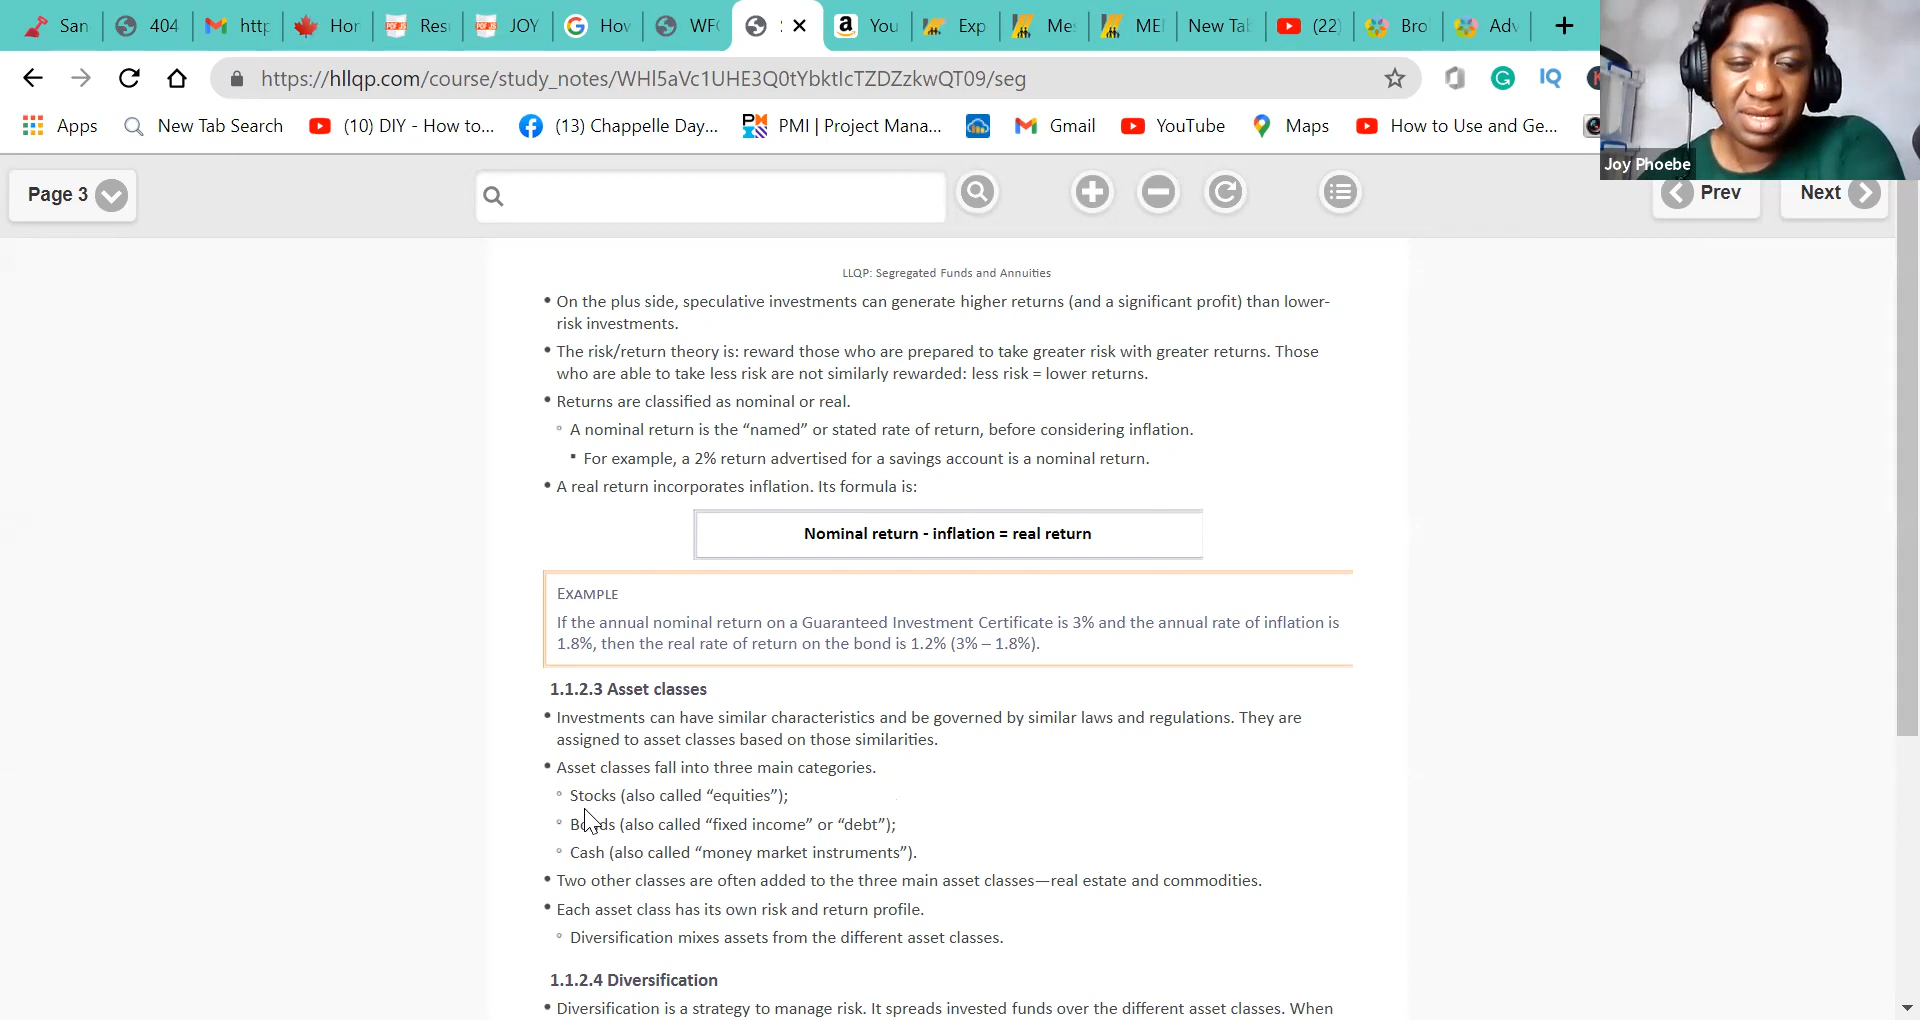 San
404
http
Hor
Res
JOY
Hov
WFC
You
Exp
Me
MEI
New Tab
(22)
Bro
Adv
https://hllqp.com/course/study_notes/WHl5aVc1UHE3Q0tYbktIcTZDZzkwQT09/seg
Apps
New Tab Search
(10) DIY - How to...
(13) Chappelle Day...
PMI | Project Mana...
Gmail
YouTube
Maps
How to Use and Ge...
Joy Phoebe
Page 3
Prev
Next
LLQP: Segregated Funds and Annuities
• On the plus side, speculative investments can generate higher returns (and a significant profit) than lower-
risk investments.
• The risk/return theory is: reward those who are prepared to take greater risk with greater returns. Those
who are able to take less risk are not similarly rewarded: less risk = lower returns.
• Returns are classified as nominal or real.
◦ A nominal return is the “named” or stated rate of return, before considering inflation.
▪ For example, a 2% return advertised for a savings account is a nominal return.
• A real return incorporates inflation. Its formula is:
Nominal return - inflation = real return
EXAMPLE
If the annual nominal return on a Guaranteed Investment Certificate is 3% and the annual rate of inflation is
1.8%, then the real rate of return on the bond is 1.2% (3% – 1.8%).
1.1.2.3 Asset classes
• Investments can have similar characteristics and be governed by similar laws and regulations. They are
assigned to asset classes based on those similarities.
• Asset classes fall into three main categories.
◦ Stocks (also called “equities”);
◦ Bonds (also called “fixed income” or “debt”);
◦ Cash (also called “money market instruments”).
• Two other classes are often added to the three main asset classes—real estate and commodities.
• Each asset class has its own risk and return profile.
◦ Diversification mixes assets from the different asset classes.
1.1.2.4 Diversification
• Diversification is a strategy to manage risk. It spreads invested funds over the different asset classes. When